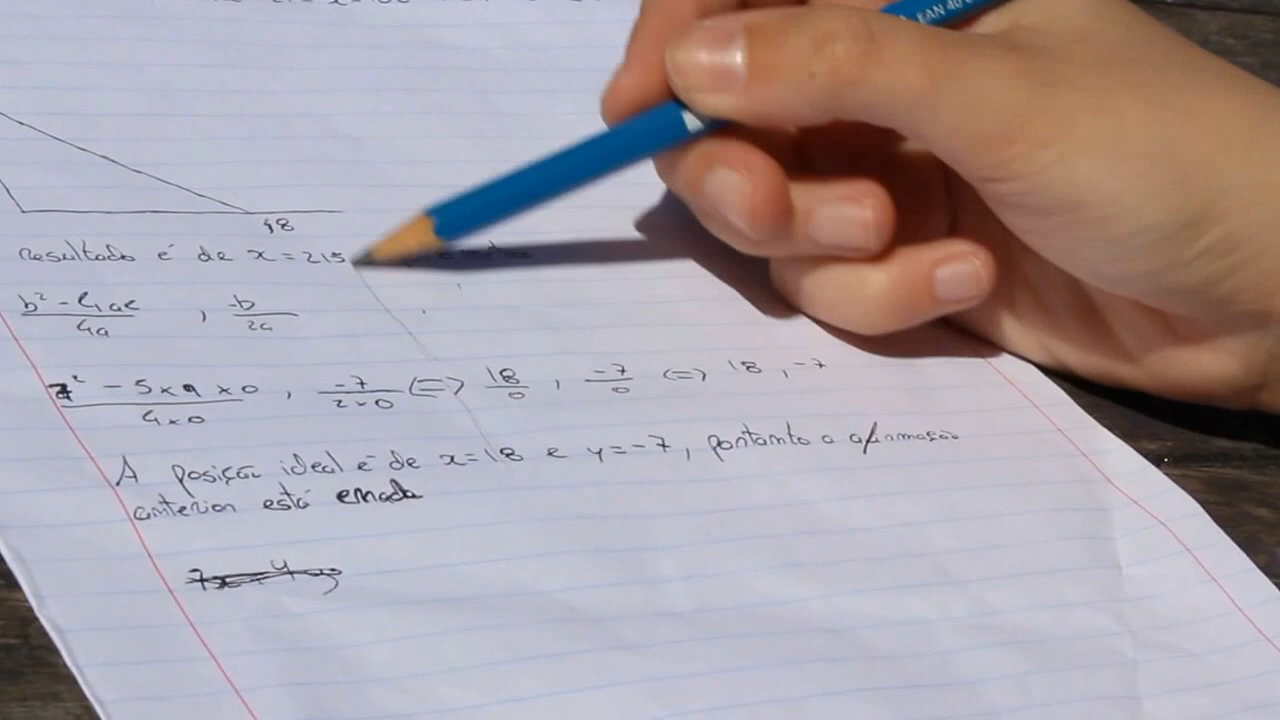 48
resultado é de x = 215
b² - 4ac / 4a , -b / 2a
7² - 5 x 9 x 0 / 4 x 0 , -7 / 2 x 0 <=> 18 / 0 , -7 / 0 <=> 18 , -7
A posição ideal é de x=18 e y=-7, portanto a afirmação
anterior está errada